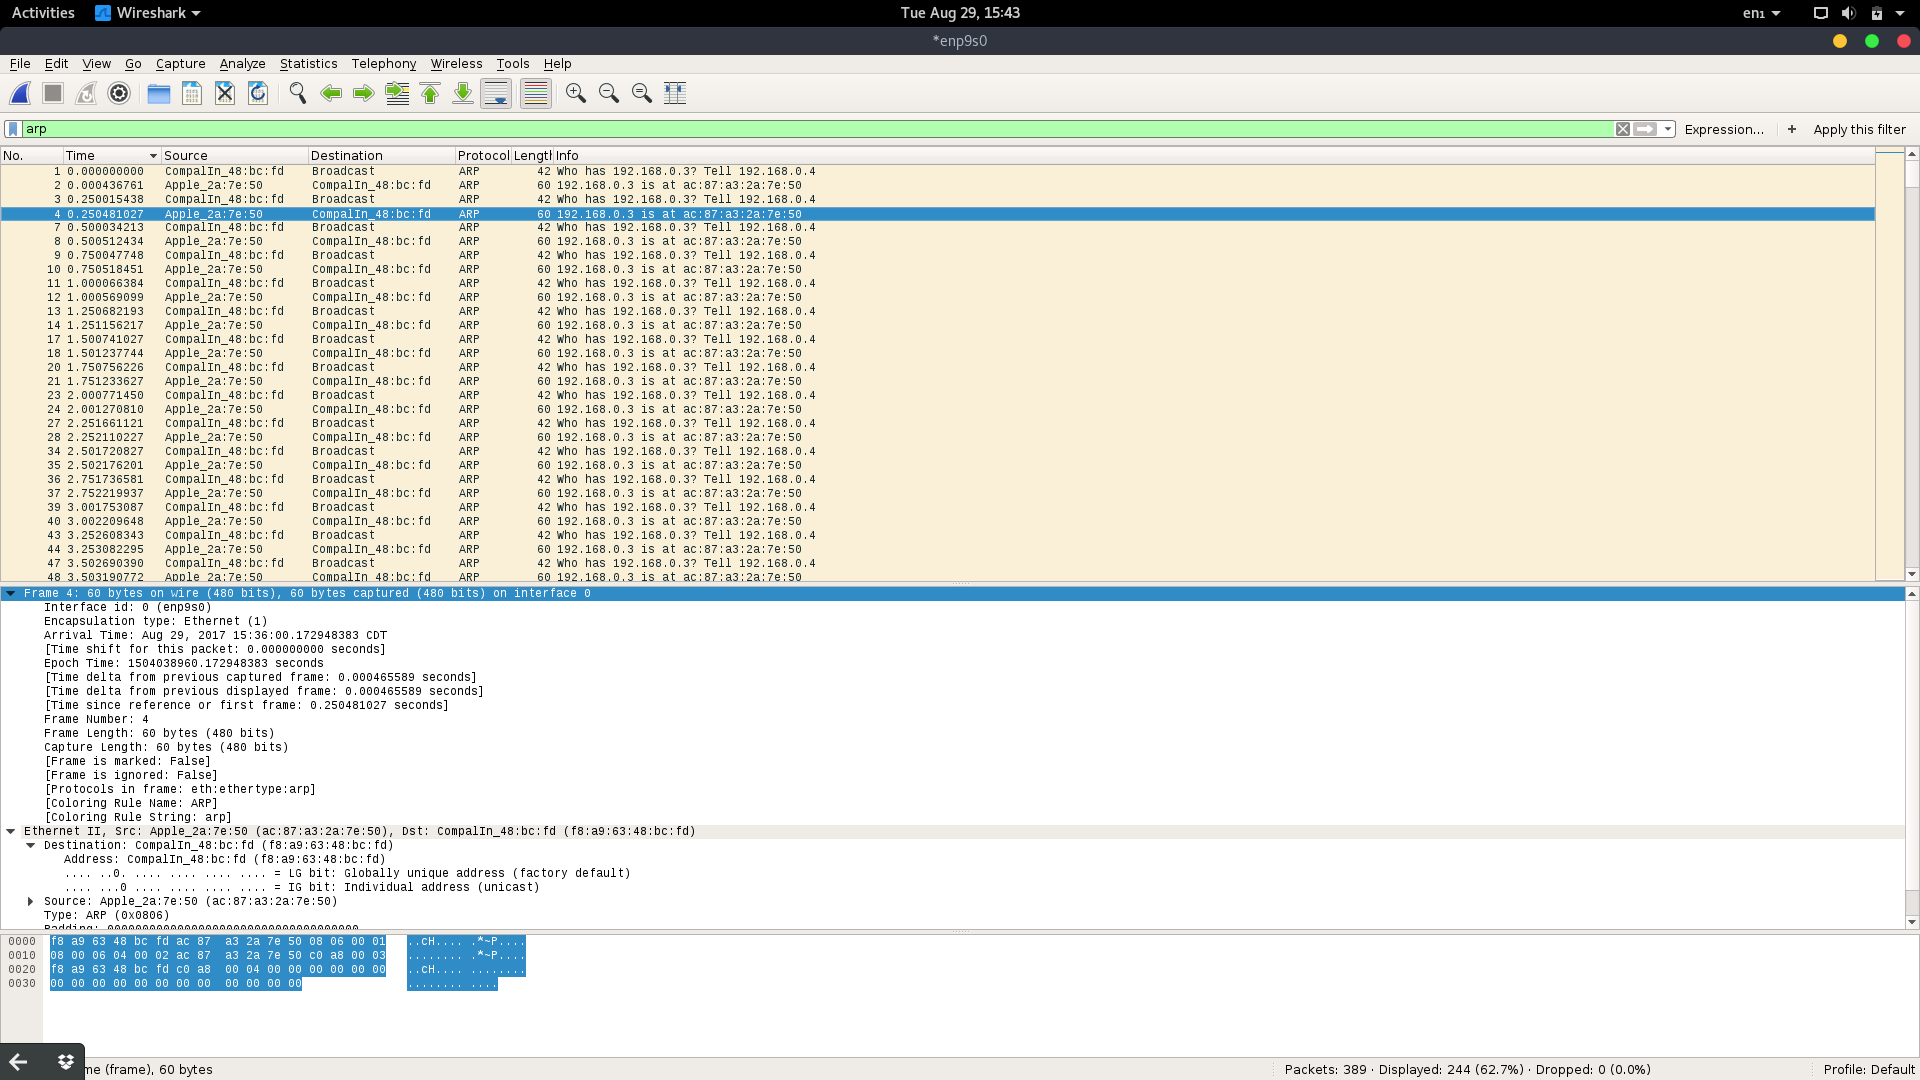 Activities Wireshark Tue Aug 29, 15:43 en₁
*enp9s0
File Edit View Go Capture Analyze Statistics Telephony Wireless Tools Help
arp Expression... + Apply this filter
No. Time Source Destination Protocol Length Info
1 0.000000000 CompalIn_48:bc:fd Broadcast ARP 42 Who has 192.168.0.3? Tell 192.168.0.4
2 0.000436761 Apple_2a:7e:50 CompalIn_48:bc:fd ARP 60 192.168.0.3 is at ac:87:a3:2a:7e:50
3 0.250015438 CompalIn_48:bc:fd Broadcast ARP 42 Who has 192.168.0.3? Tell 192.168.0.4
4 0.250481027 Apple_2a:7e:50 CompalIn_48:bc:fd ARP 60 192.168.0.3 is at ac:87:a3:2a:7e:50
7 0.500034213 CompalIn_48:bc:fd Broadcast ARP 42 Who has 192.168.0.3? Tell 192.168.0.4
8 0.500512434 Apple_2a:7e:50 CompalIn_48:bc:fd ARP 60 192.168.0.3 is at ac:87:a3:2a:7e:50
9 0.750047748 CompalIn_48:bc:fd Broadcast ARP 42 Who has 192.168.0.3? Tell 192.168.0.4
10 0.750518451 Apple_2a:7e:50 CompalIn_48:bc:fd ARP 60 192.168.0.3 is at ac:87:a3:2a:7e:50
11 1.000066384 CompalIn_48:bc:fd Broadcast ARP 42 Who has 192.168.0.3? Tell 192.168.0.4
12 1.000569099 Apple_2a:7e:50 CompalIn_48:bc:fd ARP 60 192.168.0.3 is at ac:87:a3:2a:7e:50
13 1.250682193 CompalIn_48:bc:fd Broadcast ARP 42 Who has 192.168.0.3? Tell 192.168.0.4
14 1.251156217 Apple_2a:7e:50 CompalIn_48:bc:fd ARP 60 192.168.0.3 is at ac:87:a3:2a:7e:50
17 1.500741027 CompalIn_48:bc:fd Broadcast ARP 42 Who has 192.168.0.3? Tell 192.168.0.4
18 1.501237744 Apple_2a:7e:50 CompalIn_48:bc:fd ARP 60 192.168.0.3 is at ac:87:a3:2a:7e:50
20 1.750756226 CompalIn_48:bc:fd Broadcast ARP 42 Who has 192.168.0.3? Tell 192.168.0.4
21 1.751233627 Apple_2a:7e:50 CompalIn_48:bc:fd ARP 60 192.168.0.3 is at ac:87:a3:2a:7e:50
23 2.000771450 CompalIn_48:bc:fd Broadcast ARP 42 Who has 192.168.0.3? Tell 192.168.0.4
24 2.001270810 Apple_2a:7e:50 CompalIn_48:bc:fd ARP 60 192.168.0.3 is at ac:87:a3:2a:7e:50
27 2.251661121 CompalIn_48:bc:fd Broadcast ARP 42 Who has 192.168.0.3? Tell 192.168.0.4
28 2.252110227 Apple_2a:7e:50 CompalIn_48:bc:fd ARP 60 192.168.0.3 is at ac:87:a3:2a:7e:50
34 2.501720827 CompalIn_48:bc:fd Broadcast ARP 42 Who has 192.168.0.3? Tell 192.168.0.4
35 2.502176201 Apple_2a:7e:50 CompalIn_48:bc:fd ARP 60 192.168.0.3 is at ac:87:a3:2a:7e:50
36 2.751736581 CompalIn_48:bc:fd Broadcast ARP 42 Who has 192.168.0.3? Tell 192.168.0.4
37 2.752219937 Apple_2a:7e:50 CompalIn_48:bc:fd ARP 60 192.168.0.3 is at ac:87:a3:2a:7e:50
39 3.001753087 CompalIn_48:bc:fd Broadcast ARP 42 Who has 192.168.0.3? Tell 192.168.0.4
40 3.002209648 Apple_2a:7e:50 CompalIn_48:bc:fd ARP 60 192.168.0.3 is at ac:87:a3:2a:7e:50
43 3.252608343 CompalIn_48:bc:fd Broadcast ARP 42 Who has 192.168.0.3? Tell 192.168.0.4
44 3.253082295 Apple_2a:7e:50 CompalIn_48:bc:fd ARP 60 192.168.0.3 is at ac:87:a3:2a:7e:50
47 3.502690390 CompalIn_48:bc:fd Broadcast ARP 42 Who has 192.168.0.3? Tell 192.168.0.4
48 3.503190772 Apple_2a:7e:50 CompalIn_48:bc:fd ARP 60 192.168.0.3 is at ac:87:a3:2a:7e:50
Frame 4: 60 bytes on wire (480 bits), 60 bytes captured (480 bits) on interface 0
Interface id: 0 (enp9s0)
Encapsulation type: Ethernet (1)
Arrival Time: Aug 29, 2017 15:36:00.172948383 CDT
[Time shift for this packet: 0.000000000 seconds]
Epoch Time: 1504038960.172948383 seconds
[Time delta from previous captured frame: 0.000465589 seconds]
[Time delta from previous displayed frame: 0.000465589 seconds]
[Time since reference or first frame: 0.250481027 seconds]
Frame Number: 4
Frame Length: 60 bytes (480 bits)
Capture Length: 60 bytes (480 bits)
[Frame is marked: False]
[Frame is ignored: False]
[Protocols in frame: eth:ethertype:arp]
[Coloring Rule Name: ARP]
[Coloring Rule String: arp]
Ethernet II, Src: Apple_2a:7e:50 (ac:87:a3:2a:7e:50), Dst: CompalIn_48:bc:fd (f8:a9:63:48:bc:fd)
Destination: CompalIn_48:bc:fd (f8:a9:63:48:bc:fd)
Address: CompalIn_48:bc:fd (f8:a9:63:48:bc:fd)
.... ..0. .... .... .... .... = LG bit: Globally unique address (factory default)
.... ...0 .... .... .... .... = IG bit: Individual address (unicast)
Source: Apple_2a:7e:50 (ac:87:a3:2a:7e:50)
Type: ARP (0x0806)
Padding: 000000000000000000000000000000000000
0000 f8 a9 63 48 bc fd ac 87 a3 2a 7e 50 08 06 00 01 ..cH.... .*~P....
0010 08 00 06 04 00 02 ac 87 a3 2a 7e 50 c0 a8 00 03 ........ .*~P....
0020 f8 a9 63 48 bc fd c0 a8 00 04 00 00 00 00 00 00 ..cH.... ........
0030 00 00 00 00 00 00 00 00 00 00 00 00 ........ ....
me (frame), 60 bytes Packets: 389 · Displayed: 244 (62.7%) · Dropped: 0 (0.0%) Profile: Default